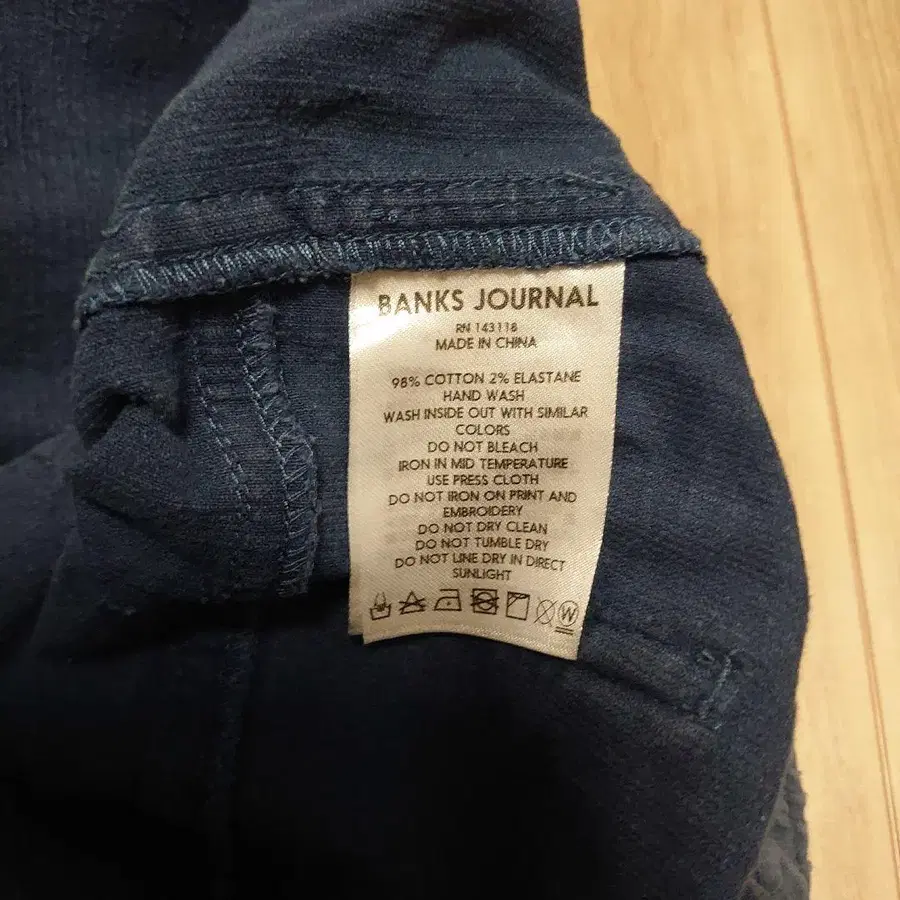 BANKS JOURNAL
RN 143118
MADE IN CHINA
98% COTTON 2% ELASTANE
HAND WASH
WASH INSIDE OUT WITH SIMILAR
COLORS
DO NOT BLEACH
IRON IN MID TEMPERATURE
USE PRESS CLOTH
DO NOT IRON ON PRINT AND
EMBROIDERY
DO NOT DRY CLEAN
DO NOT TUMBLE DRY
DO NOT LINE DRY IN DIRECT
SUNLIGHT
W